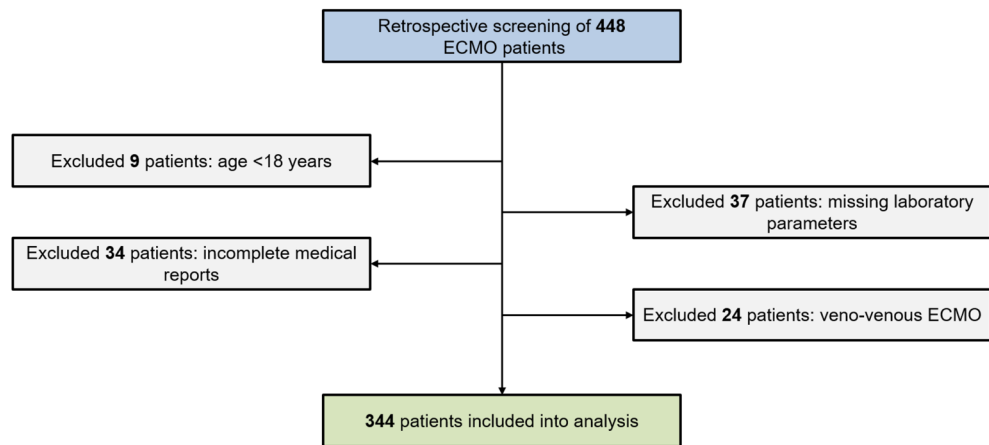 Retrospective screening of 448
ECMO patients
Excluded 9 patients: age <18 years
Excluded 37 patients: missing laboratory
parameters
Excluded 34 patients: incomplete medical
reports
Excluded 24 patients: veno-venous ECMO
344 patients included into analysis